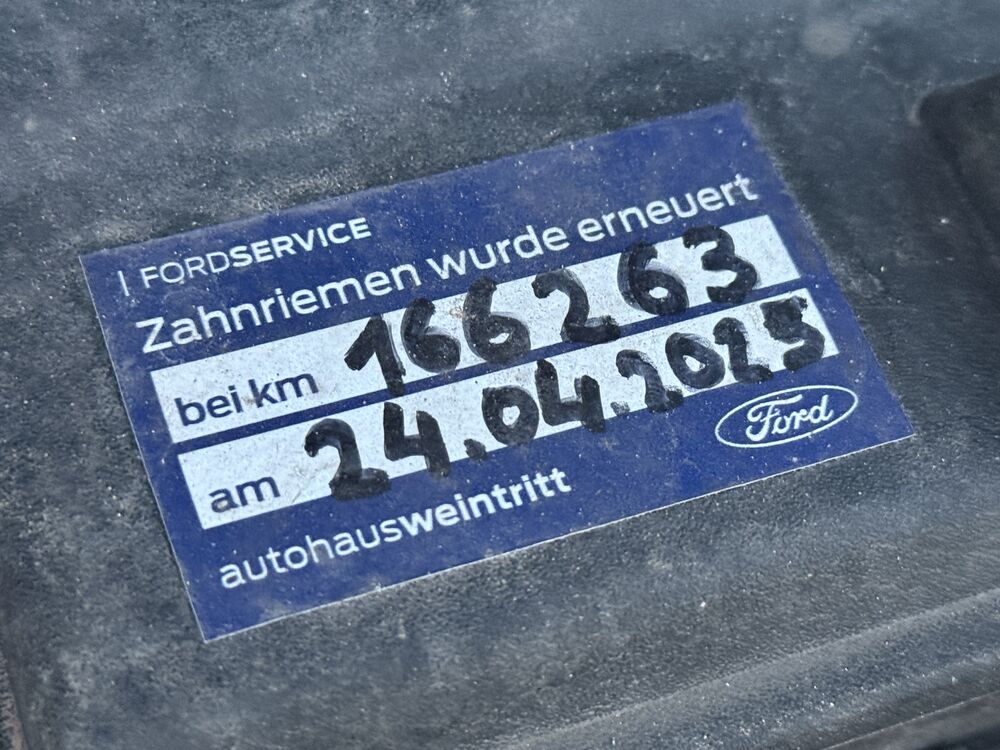 | FORDSERVICE
Zahnriemen wurde erneuert
bei km 166263
am 24.04.2025
Ford
autohausweintritt